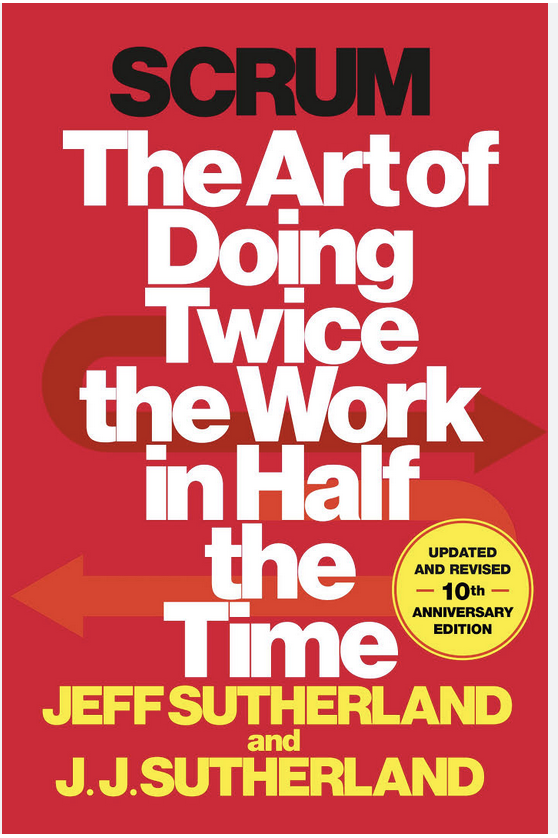 SCRUM
The Art of
Doing
Twice
the Work
in Half
the
Time
UPDATED
AND REVISED
10th
ANNIVERSARY
EDITION
JEFF SUTHERLAND
and
J.J. SUTHERLAND